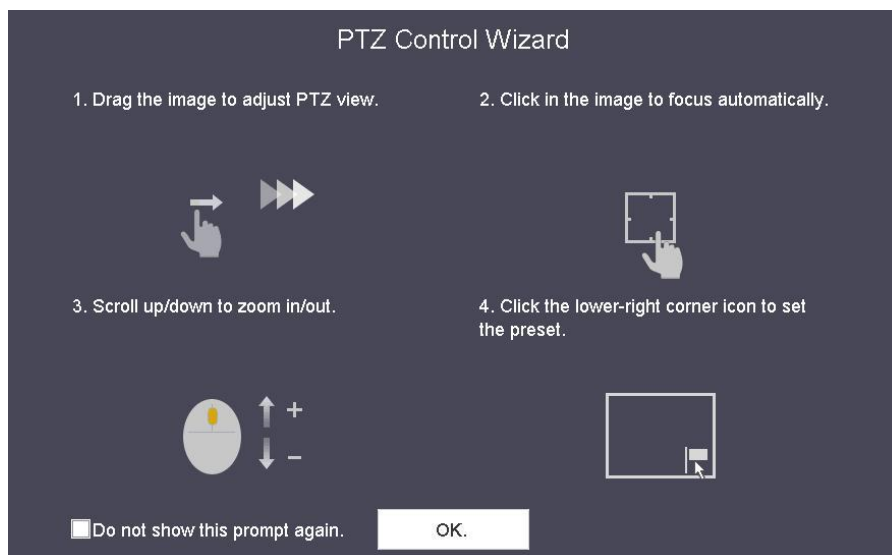 PTZ Control Wizard
1. Drag the image to adjust PTZ view.
2. Click in the image to focus automatically.
3. Scroll up/down to zoom in/out.
4. Click the lower-right corner icon to set
the preset.
+
−
Do not show this prompt again.
OK.